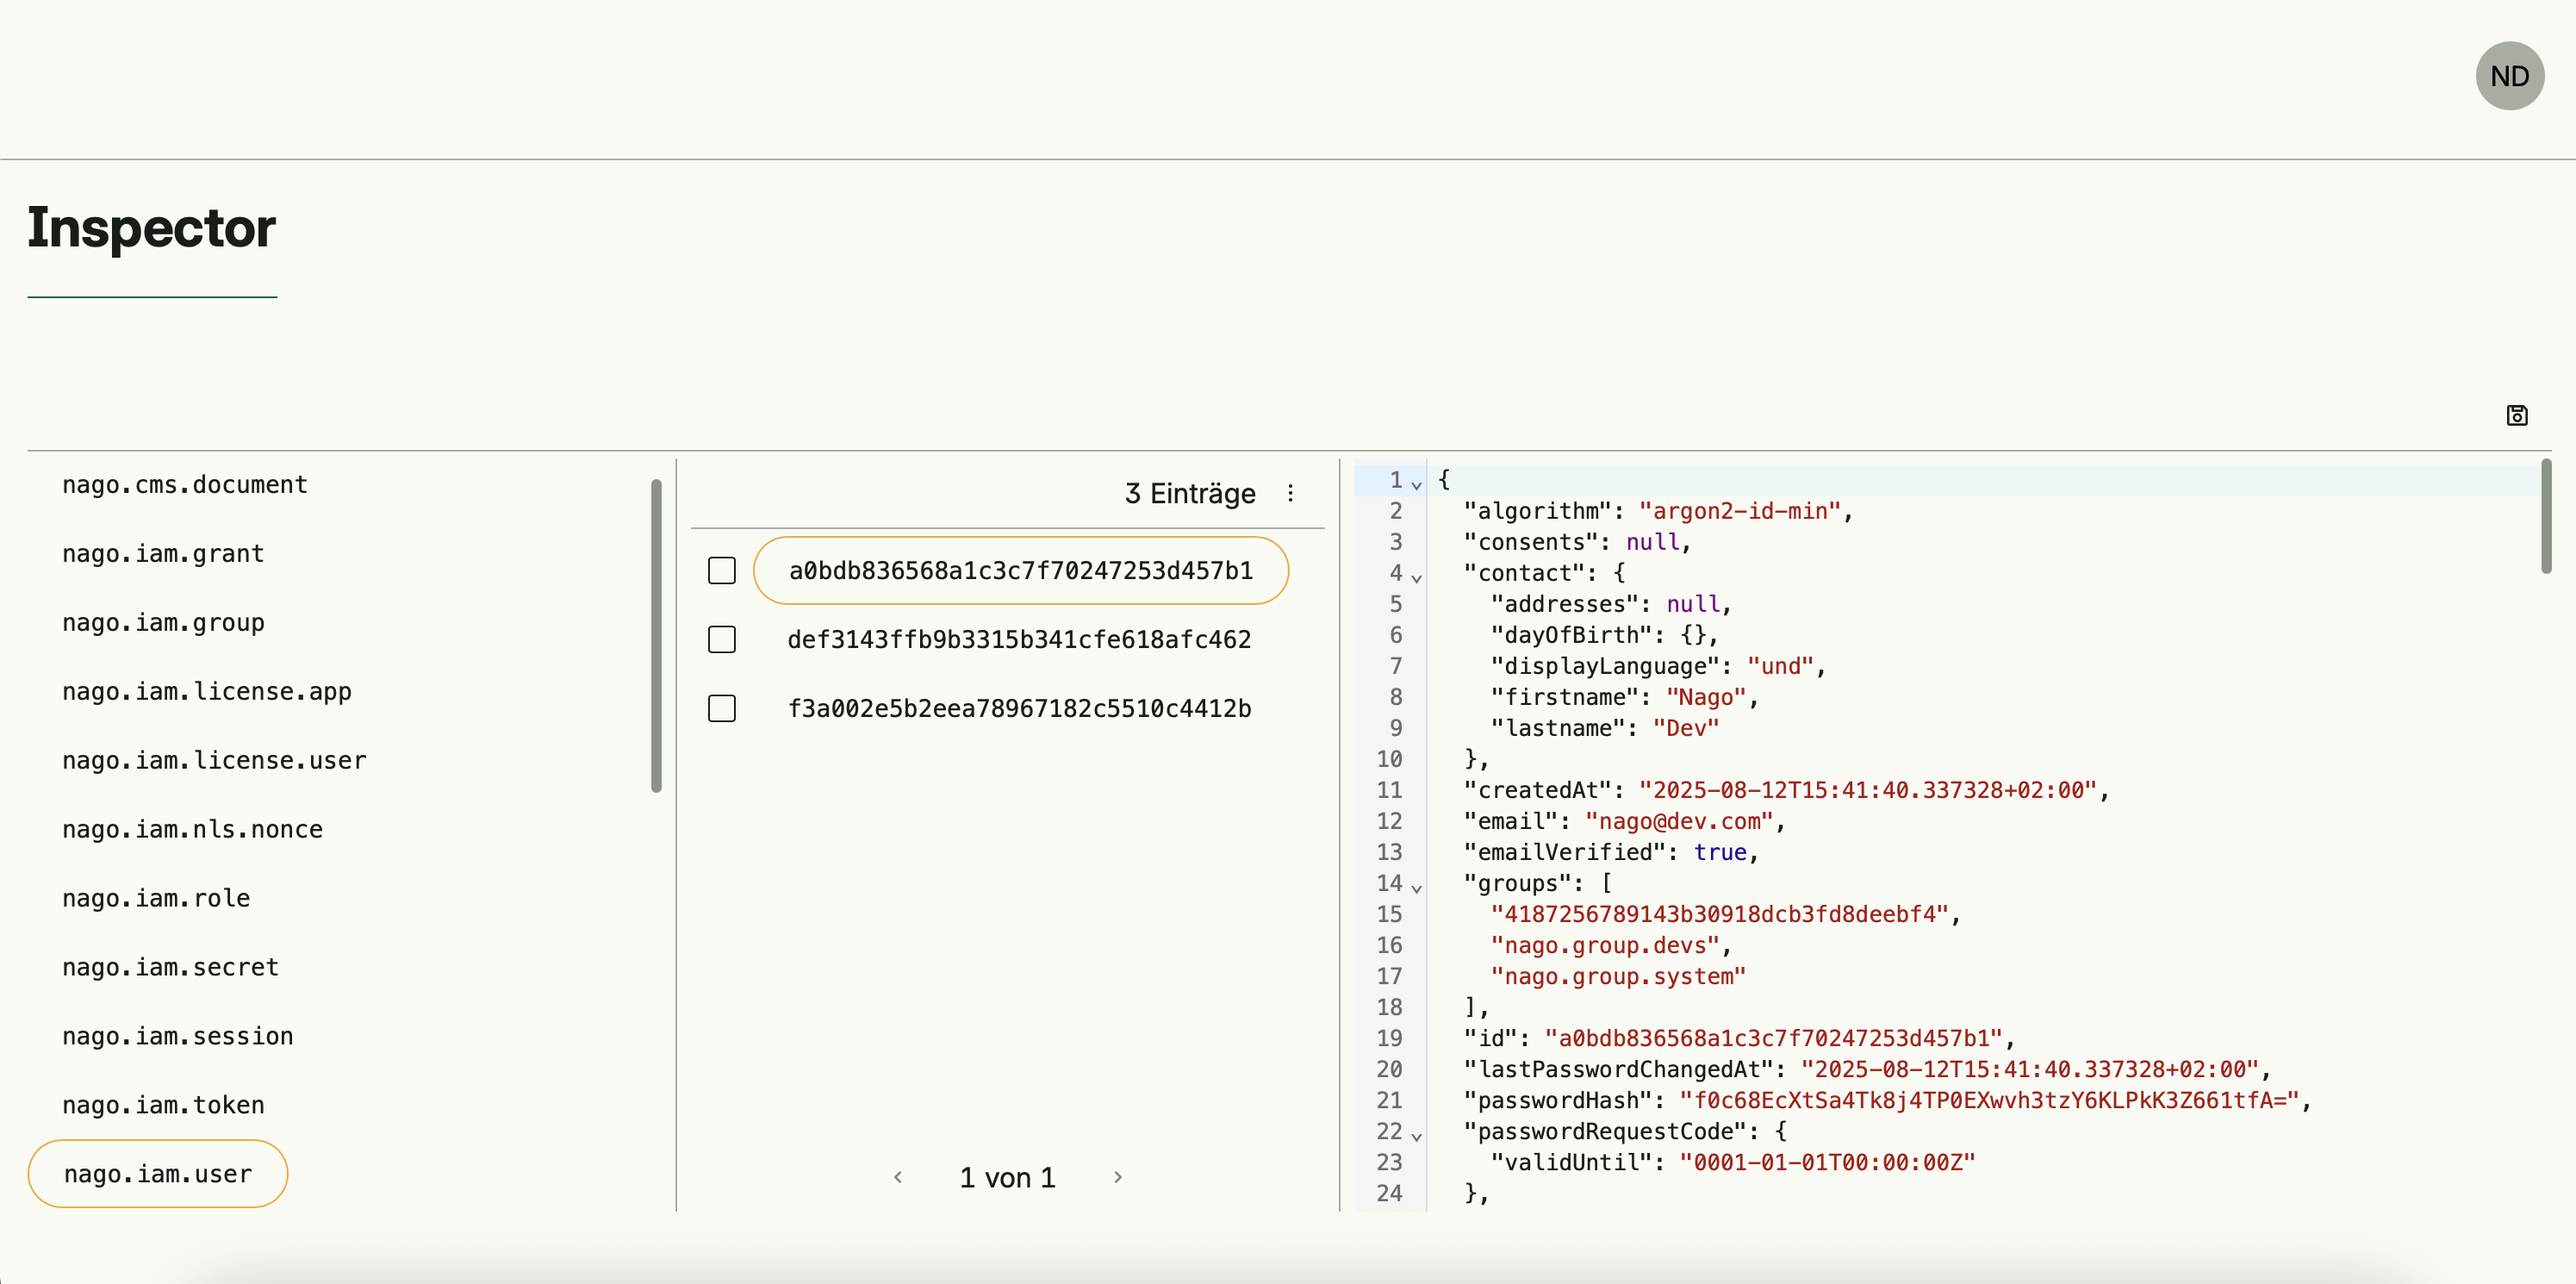 ND
Inspector
nago.cms.document
nago.iam.grant
nago.iam.group
nago.iam.license.app
nago.iam.license.user
nago.iam.nls.nonce
nago.iam.role
nago.iam.secret
nago.iam.session
nago.iam.token
nago.iam.user
3 Einträge
a0bdb836568a1c3c7f70247253d457b1
def3143ffb9b3315b341cfe618afc462
f3a002e5b2eea78967182c5510c4412b
1 von 1
1 {
2 "algorithm": "argon2-id-min",
3 "consents": null,
4 "contact": {
5 "addresses": null,
6 "dayOfBirth": {},
7 "displayLanguage": "und",
8 "firstname": "Nago",
9 "lastname": "Dev"
10 },
11 "createdAt": "2025-08-12T15:41:40.337328+02:00",
12 "email": "nago@dev.com",
13 "emailVerified": true,
14 "groups": [
15 "4187256789143b30918dcb3fd8deebf4",
16 "nago.group.devs",
17 "nago.group.system"
18 ],
19 "id": "a0bdb836568a1c3c7f70247253d457b1",
20 "lastPasswordChangedAt": "2025-08-12T15:41:40.337328+02:00",
21 "passwordHash": "f0c68EcXtSa4Tk8j4TP0EXwvh3tzY6KLPkK3Z661tfA=",
22 "passwordRequestCode": {
23 "validUntil": "0001-01-01T00:00:00Z"
24 },